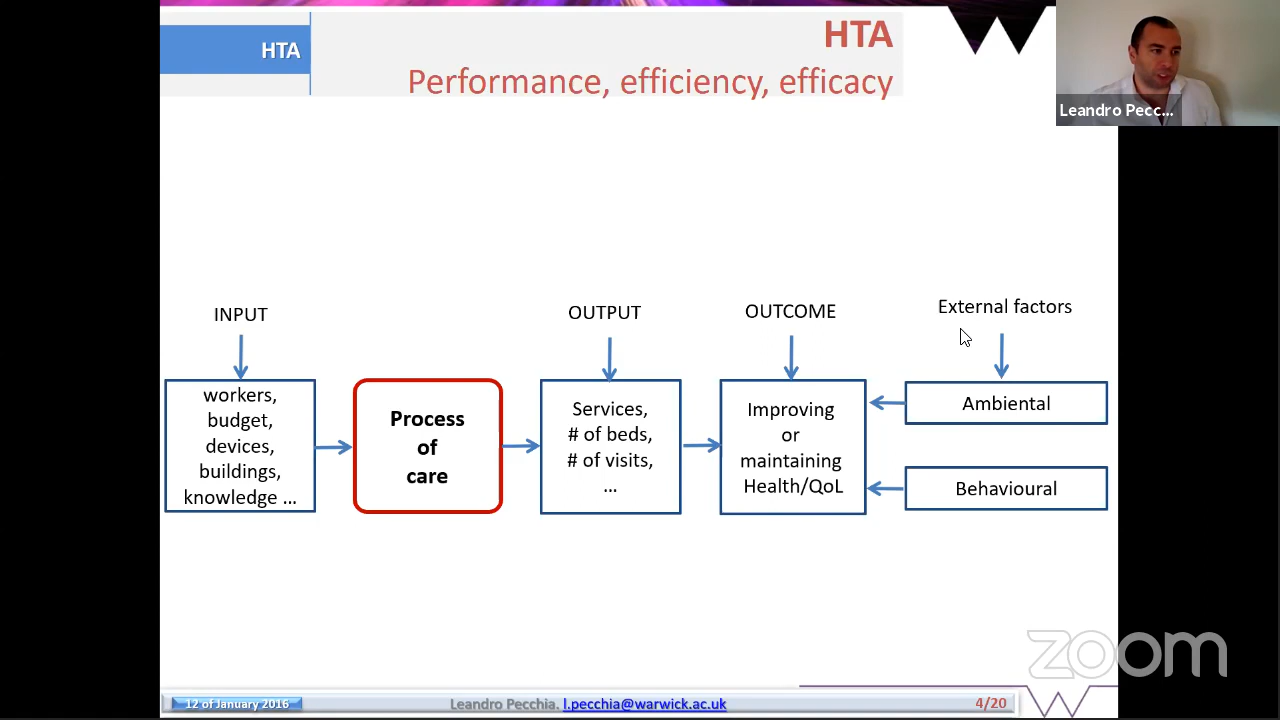 HTA
HTA
Performance, efficiency, efficacy
Leandro Pecc...
INPUT
OUTPUT
OUTCOME
External factors
workers,
budget,
devices,
buildings,
knowledge ...
Process
of
care
Services,
# of beds,
# of visits,
...
Improving
or
maintaining
Health/QoL
Ambiental
Behavioural
zoom
12 of January 2016
Leandro Pecchia. l.pecchia@warwick.ac.uk
4/20